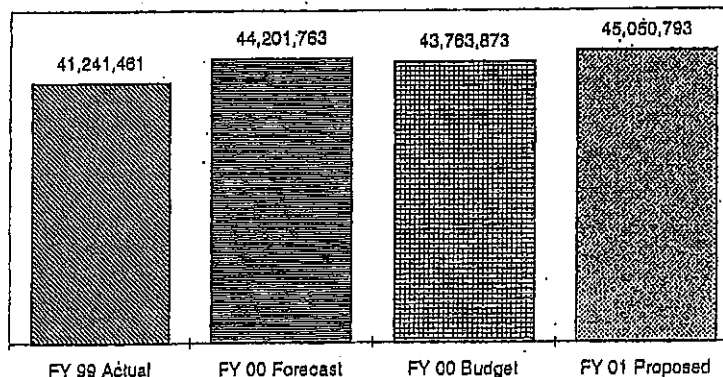 41,241,461
44,201,763
43,763,873
45,050,793
FY 99 Actual
FY 00 Forecast
FY 00 Budget
FY 01 Proposed